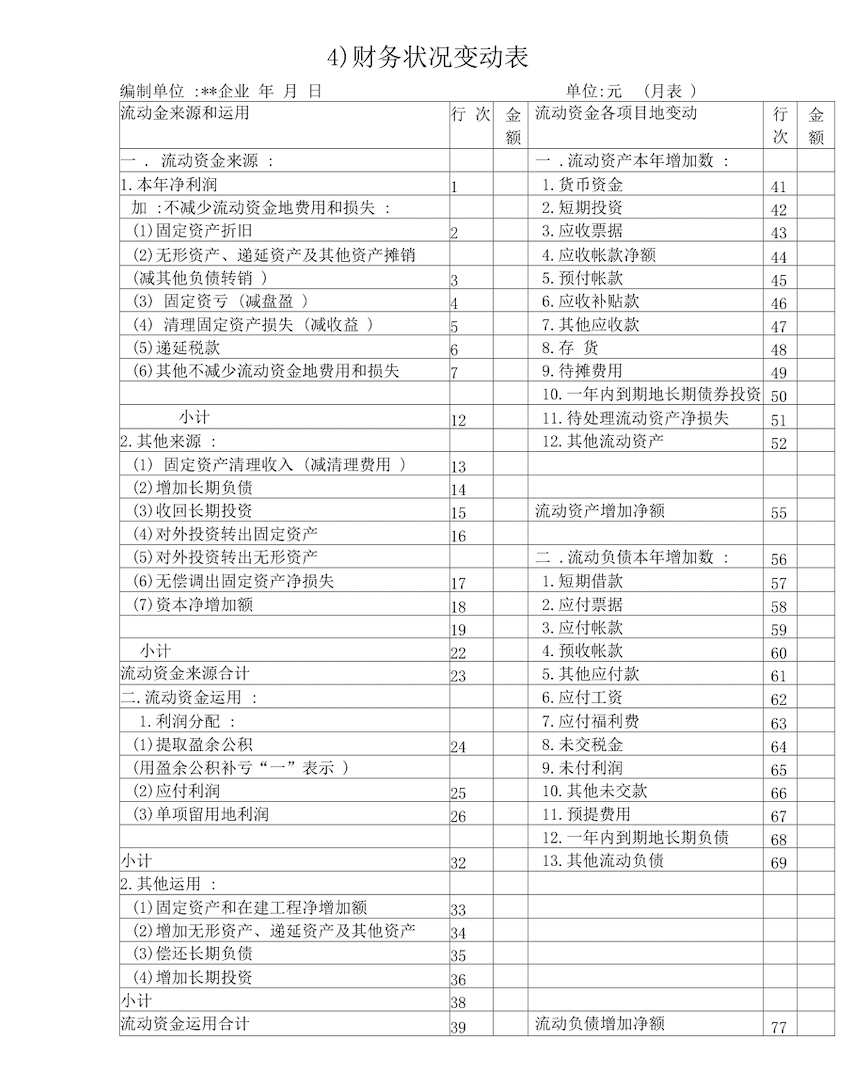 4)财务状况变动表
编制单位 :**企业 年 月 日 单位:元 (月表 )
流动金来源和运用 行 次 金额 流动资金各项目地变动 行次 金额
一 . 流动资金来源 : 一 .流动资产本年增加数 :
1.本年净利润 1 1.货币资金 41
加 :不减少流动资金地费用和损失 : 2.短期投资 42
(1)固定资产折旧 2 3.应收票据 43
(2)无形资产、递延资产及其他资产摊销 4.应收帐款净额 44
(减其他负债转销 ) 3 5.预付帐款 45
(3) 固定资亏 (减盘盈 ) 4 6.应收补贴款 46
(4) 清理固定资产损失 (减收益 ) 5 7.其他应收款 47
(5)递延税款 6 8.存 货 48
(6)其他不减少流动资金地费用和损失 7 9.待摊费用 49
10.一年内到期地长期债券投资 50
小计 12 11.待处理流动资产净损失 51
2.其他来源 : 12.其他流动资产 52
(1) 固定资产清理收入 (减清理费用 ) 13
(2)增加长期负债 14
(3)收回长期投资 15 流动资产增加净额 55
(4)对外投资转出固定资产 16
(5)对外投资转出无形资产 二 .流动负债本年增加数 : 56
(6)无偿调出固定资产净损失 17 1.短期借款 57
(7)资本净增加额 18 2.应付票据 58
19 3.应付帐款 59
小计 22 4.预收帐款 60
流动资金来源合计 23 5.其他应付款 61
二.流动资金运用 : 6.应付工资 62
1.利润分配 : 7.应付福利费 63
(1)提取盈余公积 24 8.未交税金 64
(用盈余公积补亏“一”表示 ) 9.未付利润 65
(2)应付利润 25 10.其他未交款 66
(3)单项留用地利润 26 11.预提费用 67
12.一年内到期地长期负债 68
小计 32 13.其他流动负债 69
2.其他运用 :
(1)固定资产和在建工程净增加额 33
(2)增加无形资产、递延资产及其他资产 34
(3)偿还长期负债 35
(4)增加长期投资 36
小计 38
流动资金运用合计 39 流动负债增加净额 77